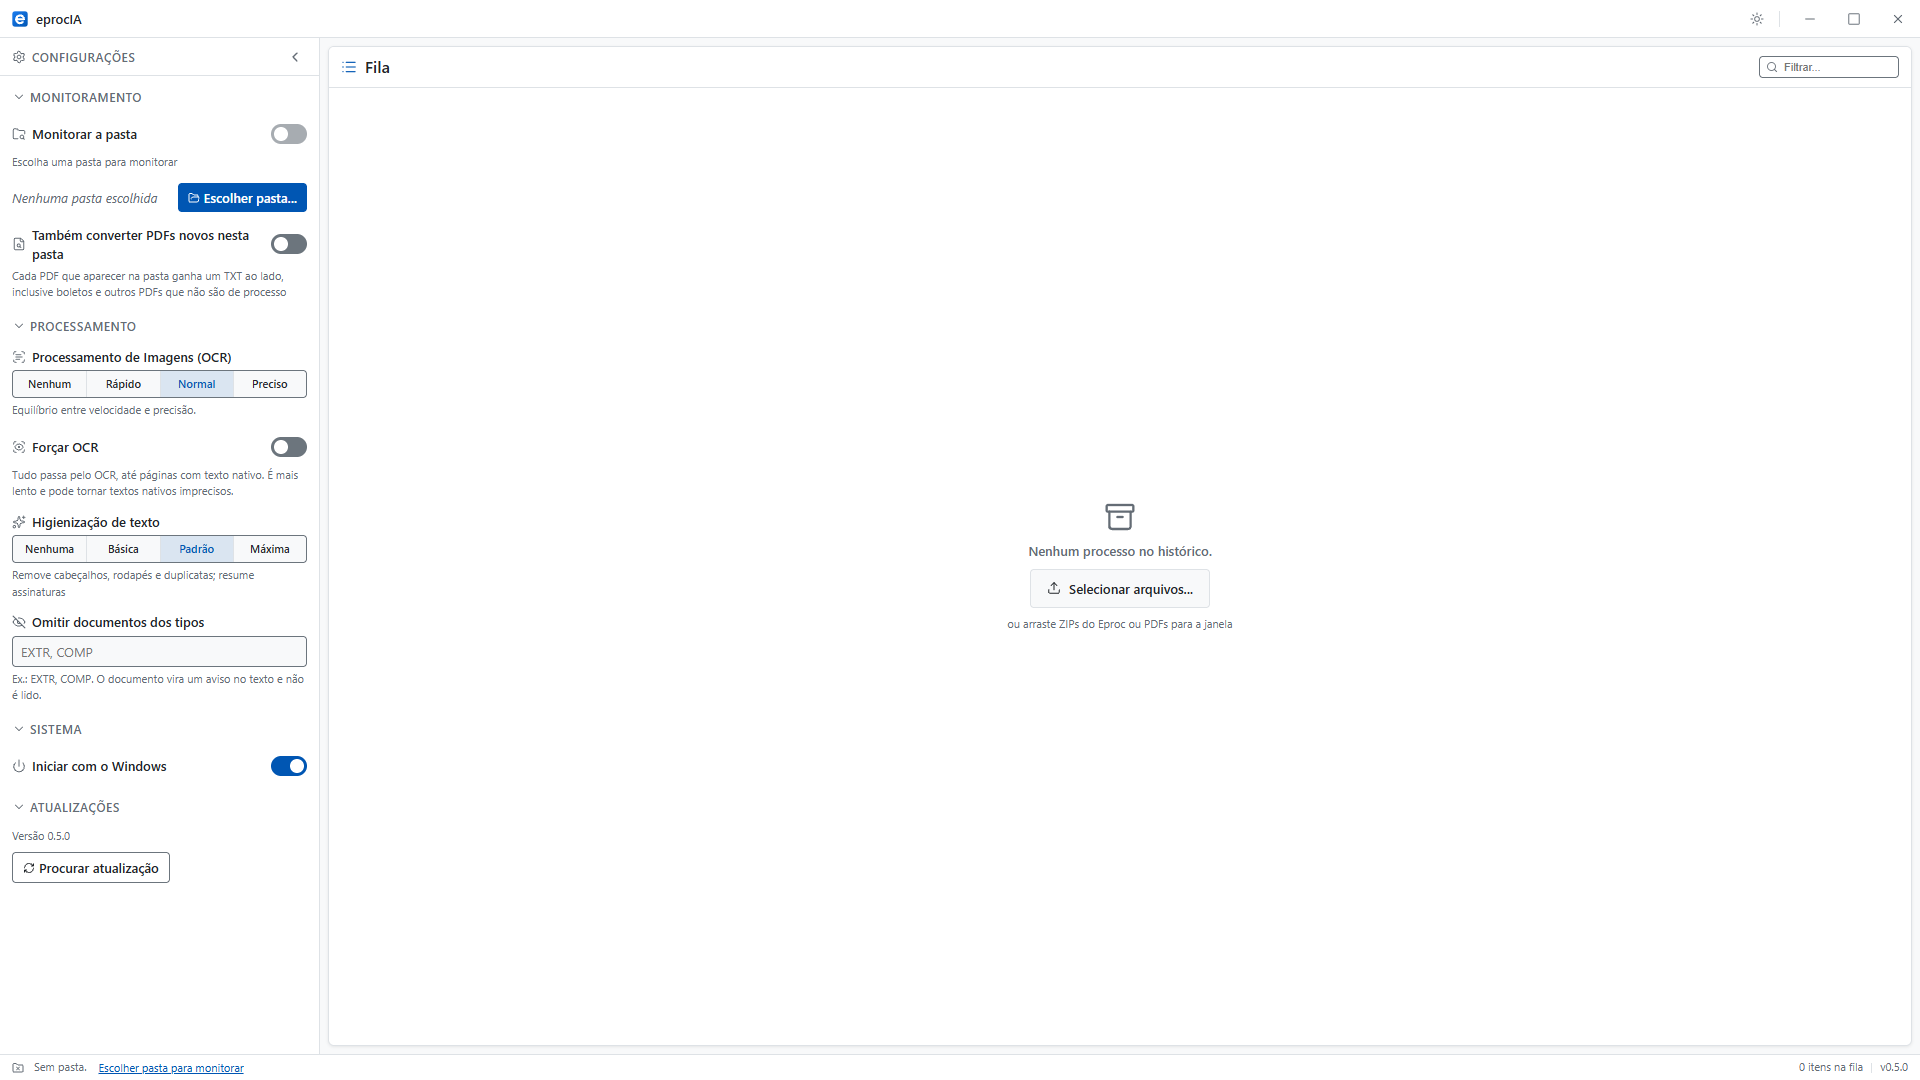 eprocIA
CONFIGURAÇÕES
MONITORAMENTO
Monitorar a pasta
Escolha uma pasta para monitorar
Nenhuma pasta escolhida
Escolher pasta...
Também converter PDFs novos nesta
pasta
Cada PDF que aparecer na pasta ganha um TXT ao lado,
inclusive boletos e outros PDFs que não são de processo
PROCESSAMENTO
Processamento de Imagens (OCR)
Nenhum Rápido Normal Preciso
Equilíbrio entre velocidade e precisão.
Forçar OCR
Tudo passa pelo OCR, até páginas com texto nativo. É mais
lento e pode tornar textos nativos imprecisos.
Higienização de texto
Nenhuma Básica Padrão Máxima
Remove cabeçalhos, rodapés e duplicatas; resume
assinaturas
Omitir documentos dos tipos
EXTR, COMP
Ex.: EXTR, COMP. O documento vira um aviso no texto e não
é lido.
SISTEMA
Iniciar com o Windows
ATUALIZAÇÕES
Versão 0.5.0
Procurar atualização
Fila
Filtrar...
Nenhum processo no histórico.
Selecionar arquivos...
ou arraste ZIPs do Eproc ou PDFs para a janela
Sem pasta. Escolher pasta para monitorar
0 itens na fila v0.5.0